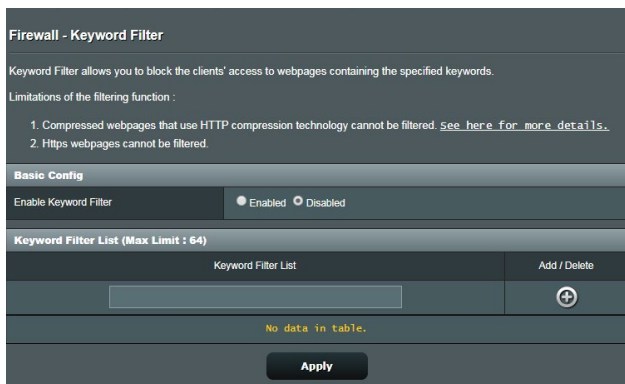 Firewall - Keyword Filter
Keyword Filter allows you to block the clients' access to webpages containing the specified keywords.
Limitations of the filtering function :
1. Compressed webpages that use HTTP compression technology cannot be filtered. See here for more details.
2. Https webpages cannot be filtered.
Basic Config
Enable Keyword Filter Enabled Disabled
Keyword Filter List (Max Limit : 64)
Keyword Filter List Add / Delete
No data in table.
Apply